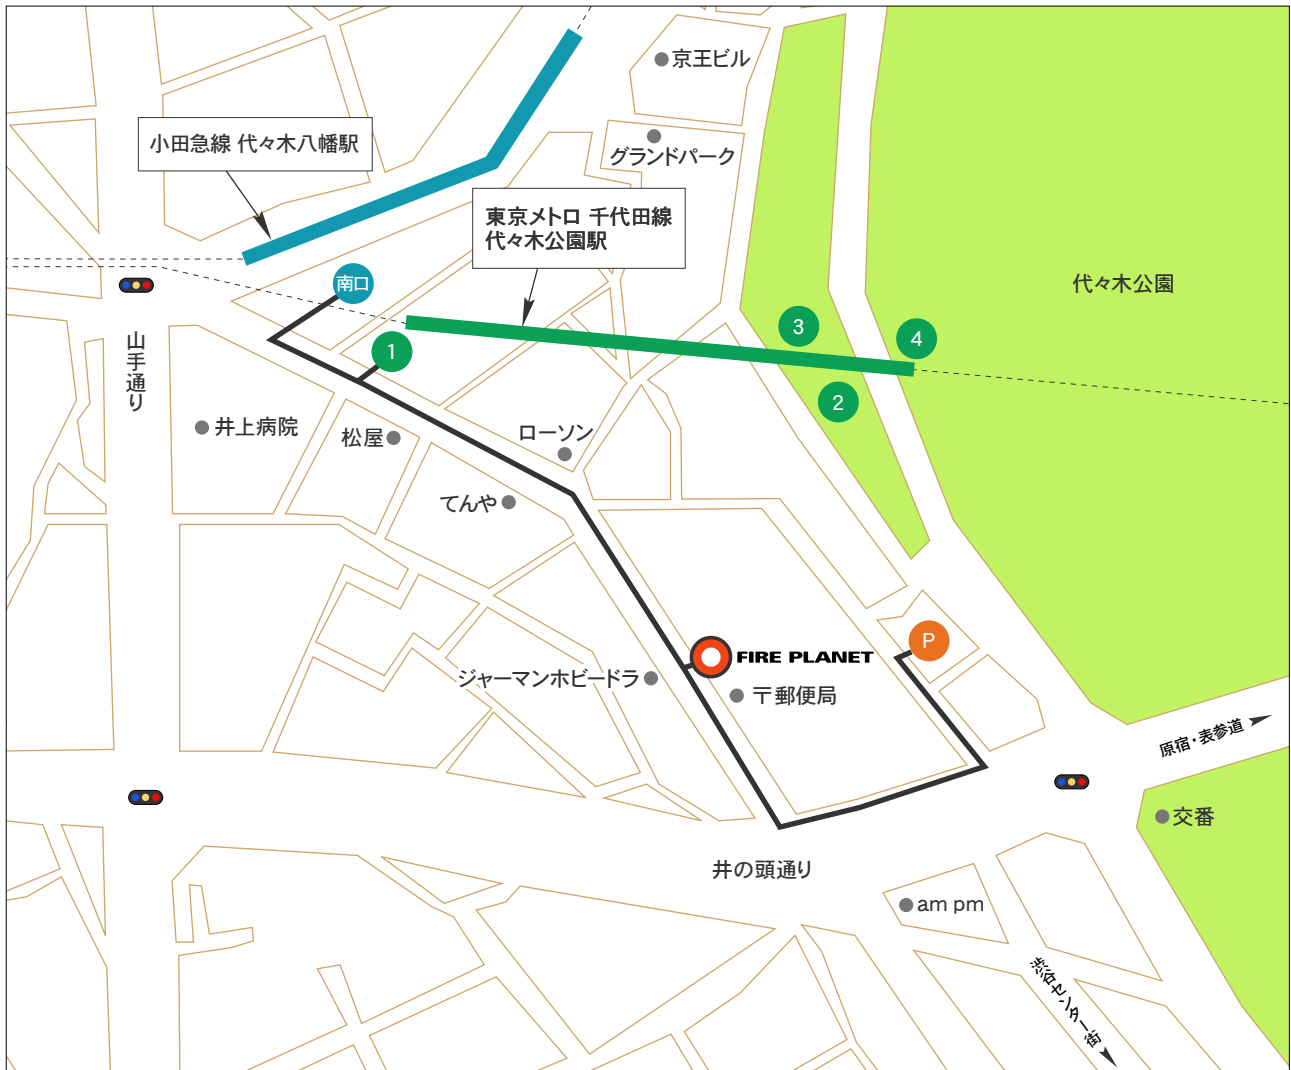 京王ビル
グランドパーク
小田急線 代々木八幡駅
東京メトロ 千代田線
代々木公園駅
代々木公園
南口
1
3
4
2
山手通り
井上病院
松屋
ローソン
てんや
P
FIRE PLANET
ジャーマンホビードラ
〒郵便局
原宿・表参道
交番
井の頭通り
am pm
渋谷センター街